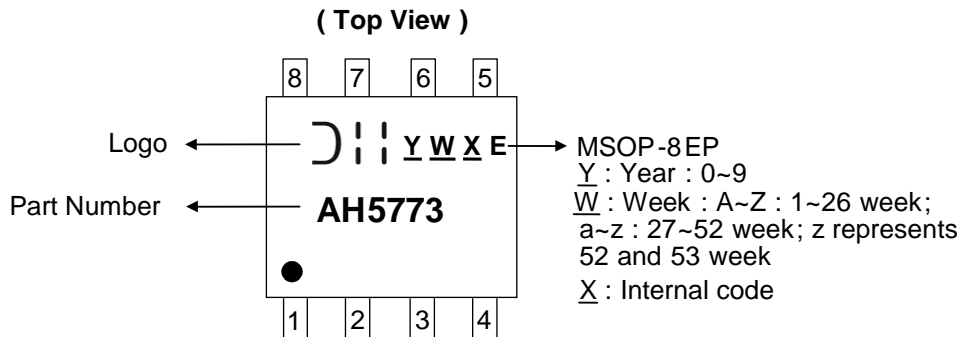 ( Top View )
8 7 6 5
Logo
Y W X E
MSOP-8EP
Y : Year : 0~9
Part Number
AH5773
W : Week : A~Z : 1~26 week;
a~z : 27~52 week; z represents
52 and 53 week
X : Internal code
1 2 3 4